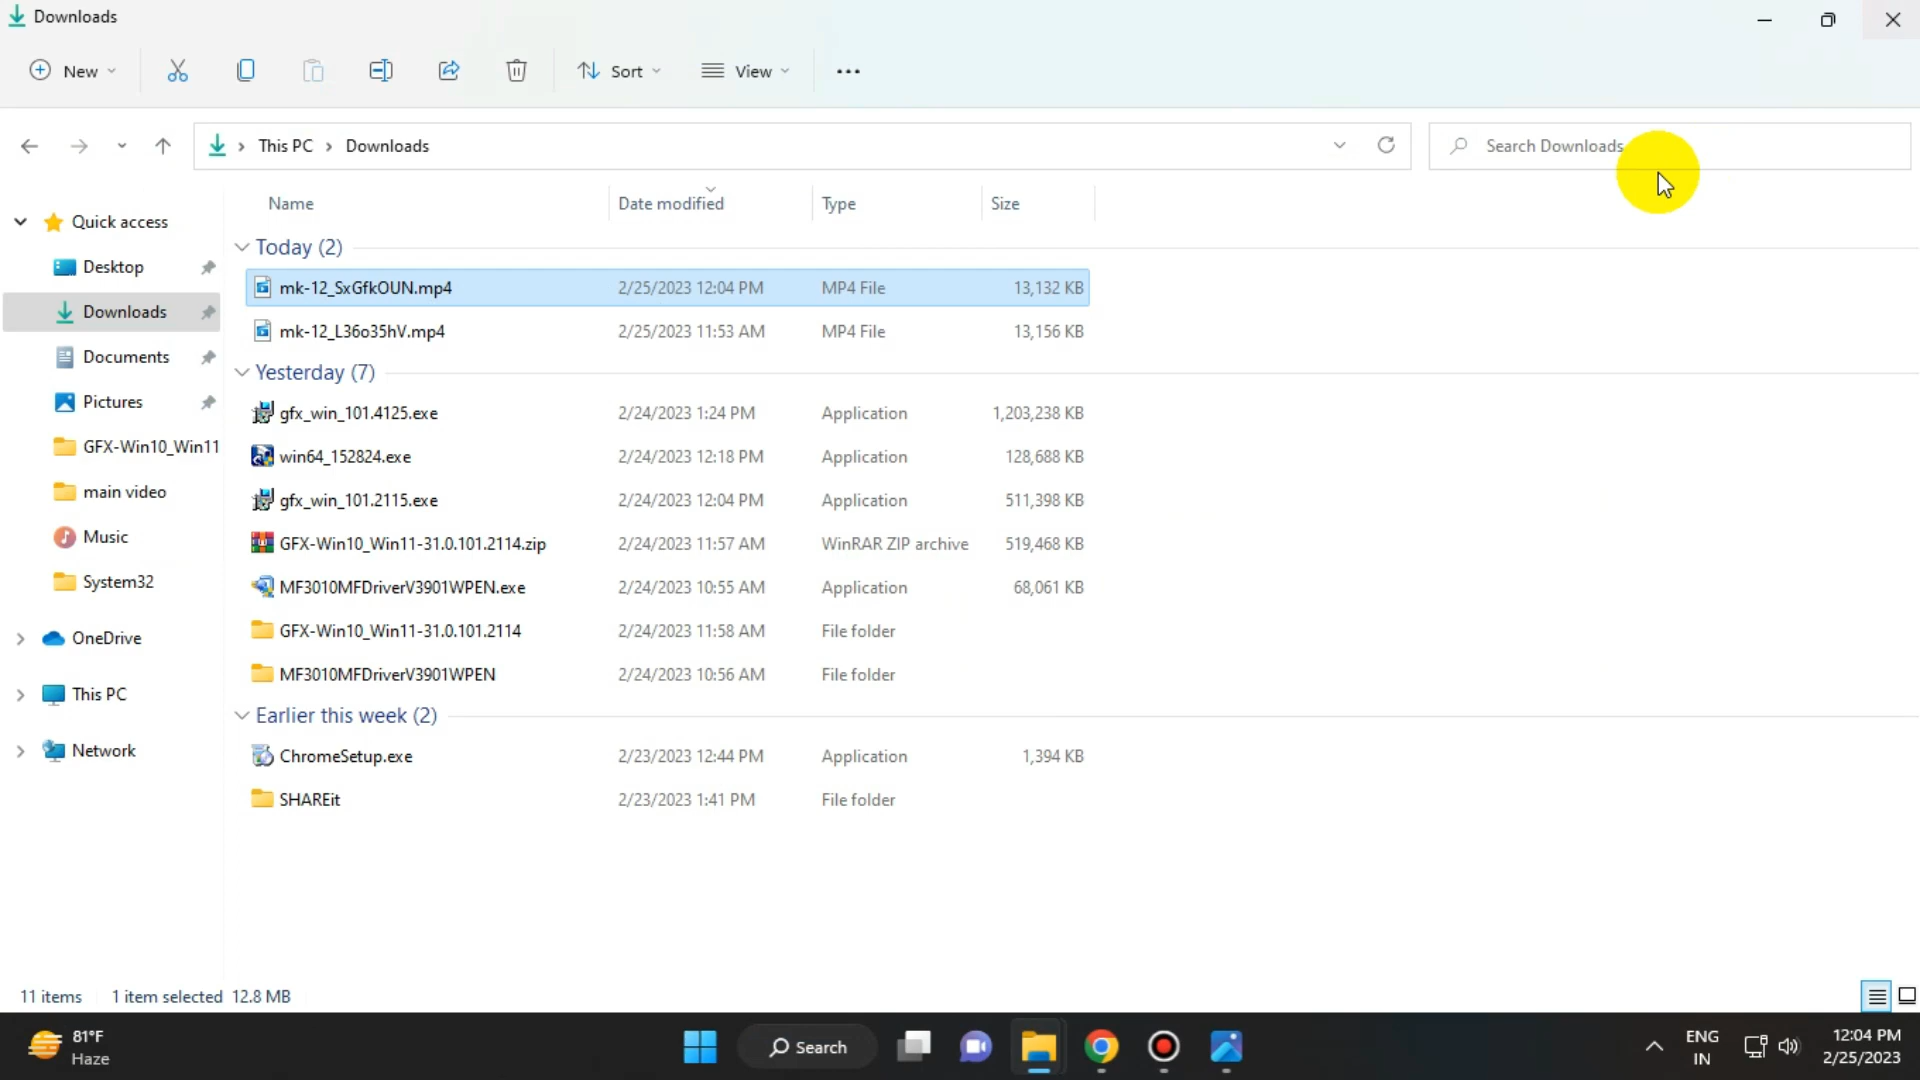 Downloads
New Sort View
This PC > Downloads Search Downloads
Name Date modified Type Size
Quick access
Desktop
Downloads
Documents
Pictures
GFX-Win10_Win11
main video
Music
System32
OneDrive
This PC
Network
Today (2)
mk-12_SxGfkOUN.mp4 2/25/2023 12:04 PM MP4 File 13,132 KB
mk-12_L36o35hV.mp4 2/25/2023 11:53 AM MP4 File 13,156 KB
Yesterday (7)
gfx_win_101.4125.exe 2/24/2023 1:24 PM Application 1,203,238 KB
win64_152824.exe 2/24/2023 12:18 PM Application 128,688 KB
gfx_win_101.2115.exe 2/24/2023 12:04 PM Application 511,398 KB
GFX-Win10_Win11-31.0.101.2114.zip 2/24/2023 11:57 AM WinRAR ZIP archive 519,468 KB
MF3010MFDriverV3901WPEN.exe 2/24/2023 10:55 AM Application 68,061 KB
GFX-Win10_Win11-31.0.101.2114 2/24/2023 11:58 AM File folder
MF3010MFDriverV3901WPEN 2/24/2023 10:56 AM File folder
Earlier this week (2)
ChromeSetup.exe 2/23/2023 12:44 PM Application 1,394 KB
SHAREit 2/23/2023 1:41 PM File folder
11 items 1 item selected 12.8 MB
81°F
Haze
Search
ENG
IN
12:04 PM
2/25/2023